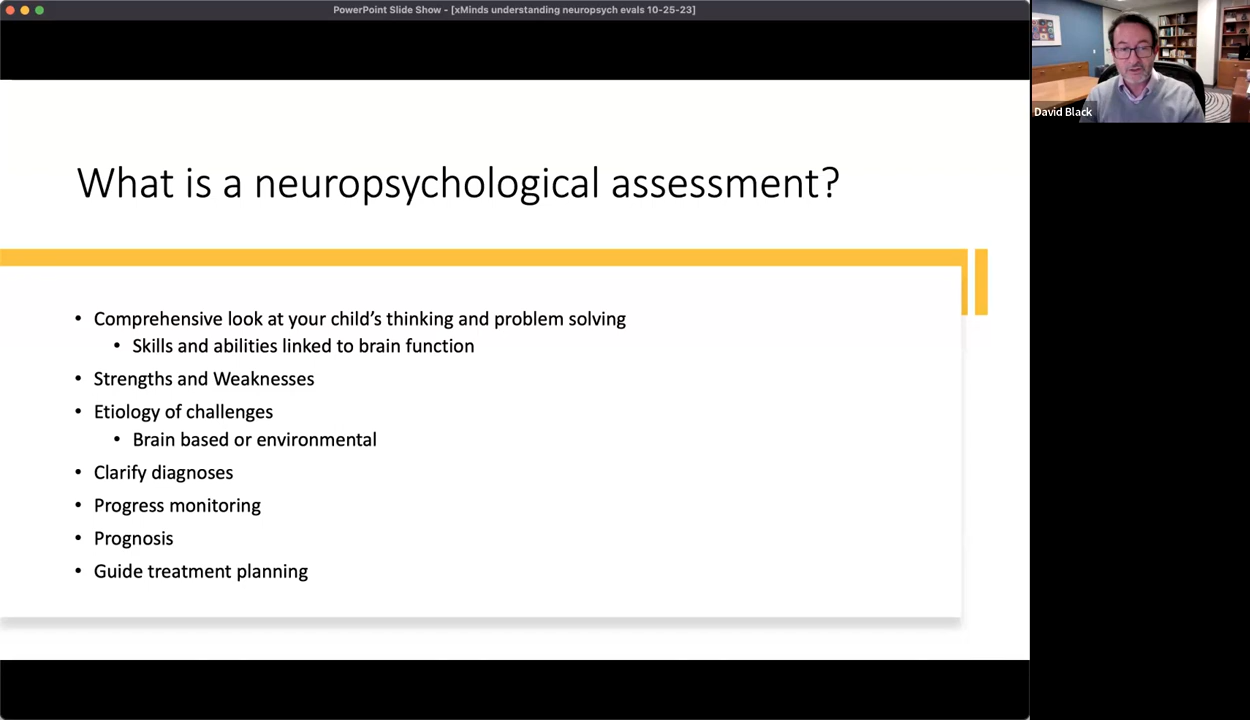 PowerPoint Slide Show - [xMinds understanding neuropsych evals 10-25-23]
David Black
What is a neuropsychological assessment?
• Comprehensive look at your child’s thinking and problem solving
• Skills and abilities linked to brain function
• Strengths and Weaknesses
• Etiology of challenges
• Brain based or environmental
• Clarify diagnoses
• Progress monitoring
• Prognosis
• Guide treatment planning